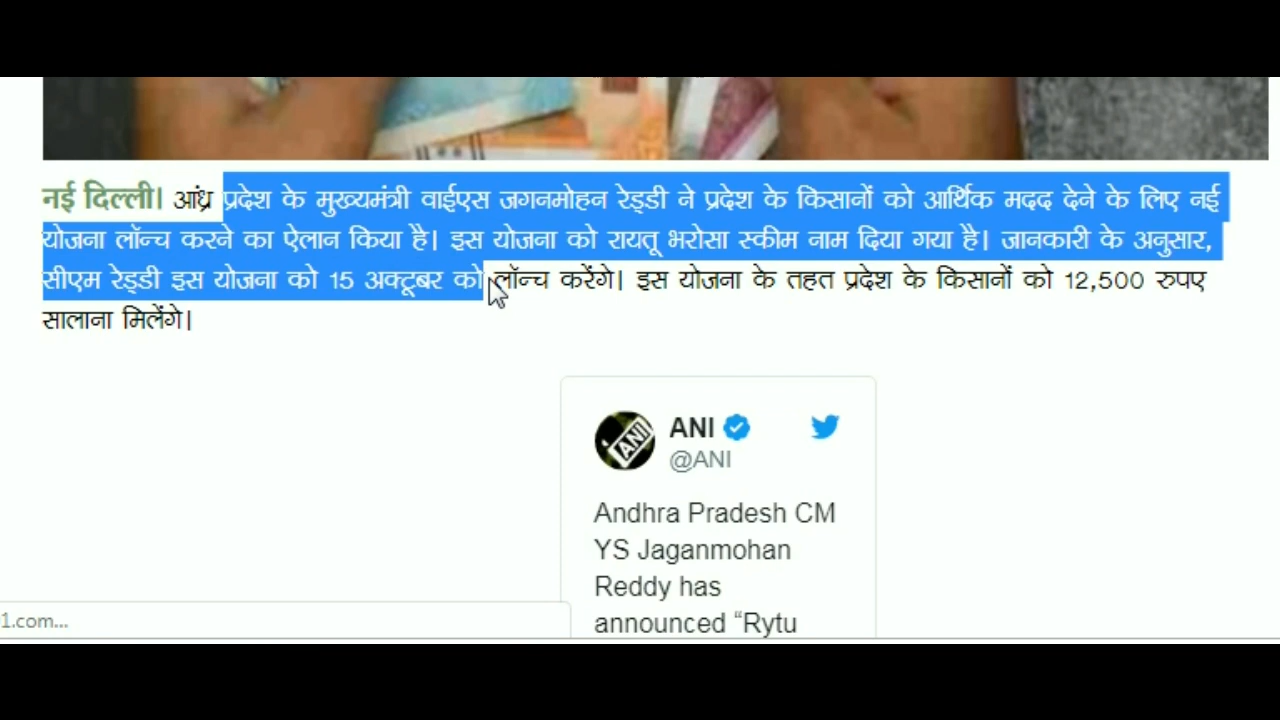 नई दिल्ली। आंध्र प्रदेश के मुख्यमंत्री वाईएस जगनमोहन रेड्डी ने प्रदेश के किसानों को आर्थिक मदद देने के लिए नई
योजना लॉन्च करने का ऐलान किया है। इस योजना को रायतू भरोसा स्कीम नाम दिया गया है। जानकारी के अनुसार,
सीएम रेड्डी इस योजना को 15 अक्टूबर को लॉन्च करेंगे। इस योजना के तहत प्रदेश के किसानों को 12,500 रुपए
सालाना मिलेंगे।
ANI
ANI
@ANI
Andhra Pradesh CM
YS Jaganmohan
Reddy has
announced “Rytu
1.com...